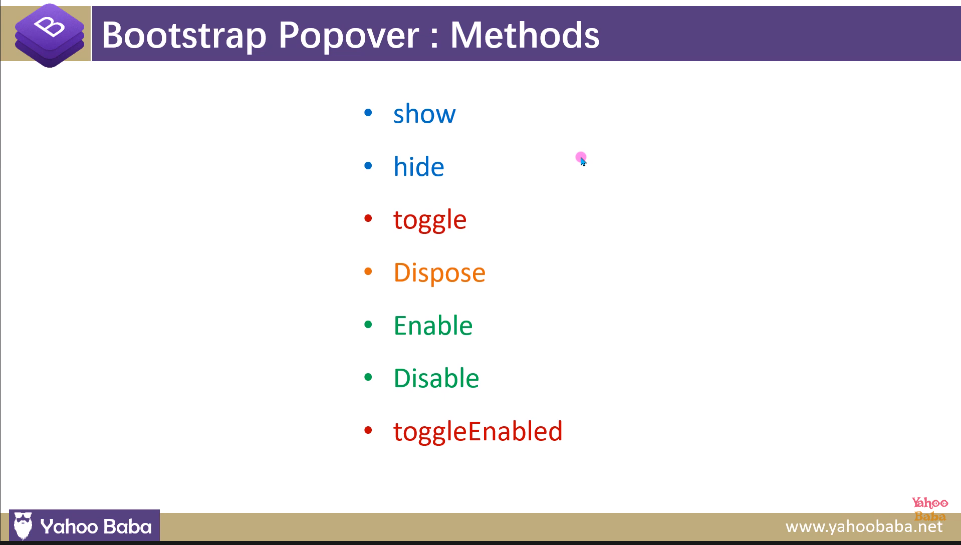 B
Bootstrap Popover : Methods
• show
• hide
• toggle
• Dispose
• Enable
• Disable
• toggleEnabled
Yahoo
Baba
Yahoo Baba
www.yahoobaba.net